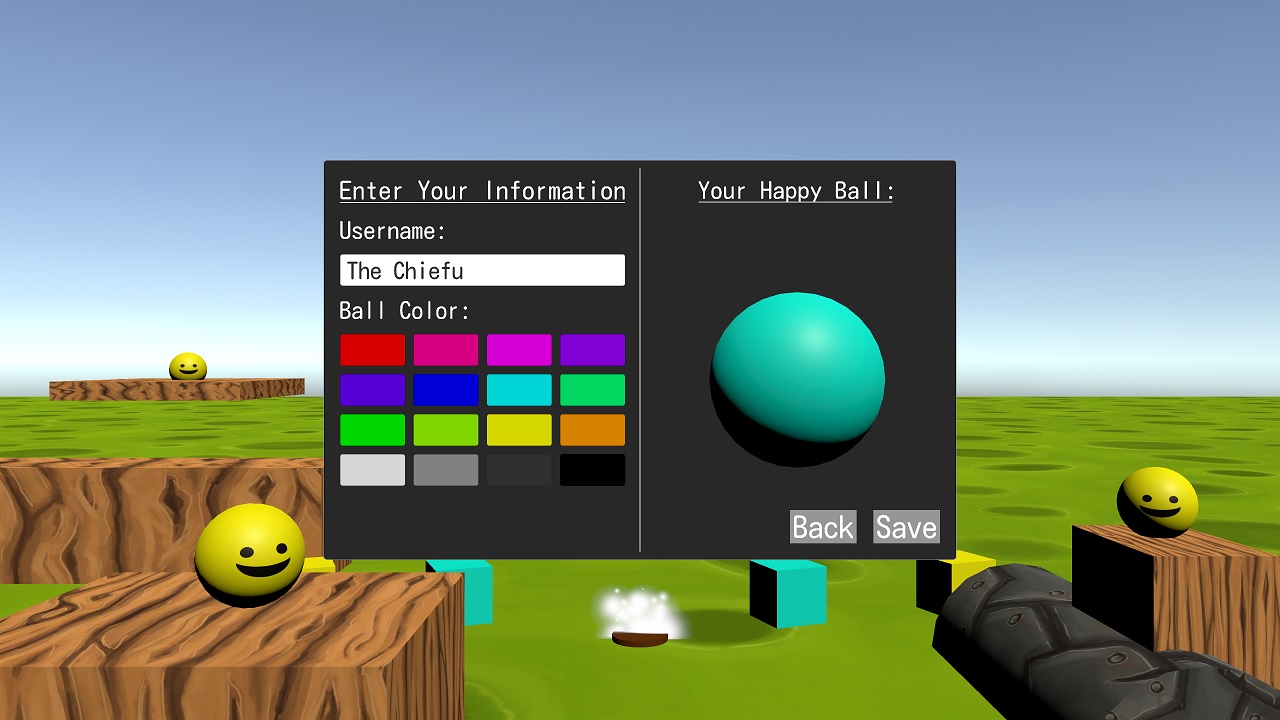 Enter Your Information
Username:
The Chiefu
Ball Color:
Your Happy Ball:
Back
Save